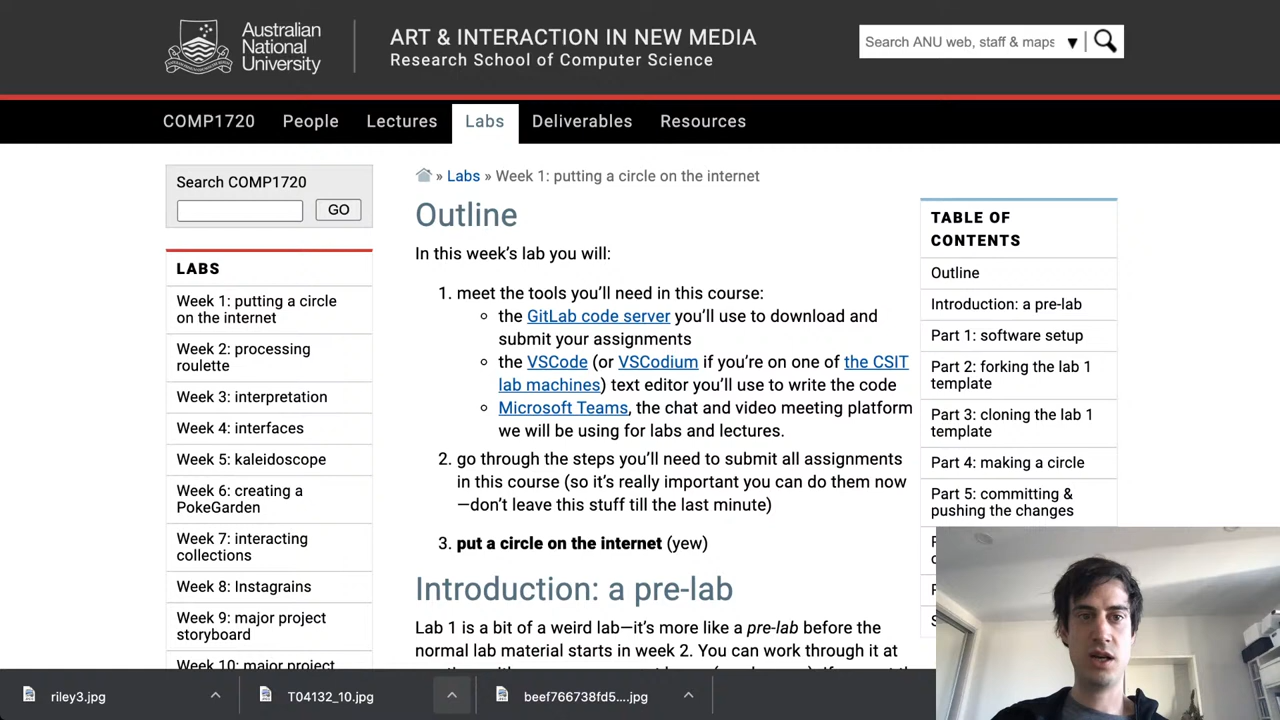 Australian
National
University
ART & INTERACTION IN NEW MEDIA
Research School of Computer Science
Search ANU web, staff & maps
COMP1720
People
Lectures
Labs
Deliverables
Resources
Search COMP1720
GO
LABS
Week 1: putting a circle
on the internet
Week 2: processing
roulette
Week 3: interpretation
Week 4: interfaces
Week 5: kaleidoscope
Week 6: creating a
PokeGarden
Week 7: interacting
collections
Week 8: Instagrains
Week 9: major project
storyboard
Week 10: major project
» Labs » Week 1: putting a circle on the internet
Outline
In this week's lab you will:
1. meet the tools you'll need in this course:
the GitLab code server you'll use to download and
submit your assignments
the VSCode (or VSCodium if you're on one of the CSIT
lab machines) text editor you'll use to write the code
Microsoft Teams, the chat and video meeting platform
we will be using for labs and lectures.
2. go through the steps you'll need to submit all assignments
in this course (so it's really important you can do them now
—don't leave this stuff till the last minute)
3. put a circle on the internet (yew)
Introduction: a pre-lab
Lab 1 is a bit of a weird lab—it's more like a pre-lab before the
normal lab material starts in week 2. You can work through it at
TABLE OF
CONTENTS
Outline
Introduction: a pre-lab
Part 1: software setup
Part 2: forking the lab 1
template
Part 3: cloning the lab 1
template
Part 4: making a circle
Part 5: committing &
pushing the changes
riley3.jpg
T04132_10.jpg
beef766738fd5....jpg